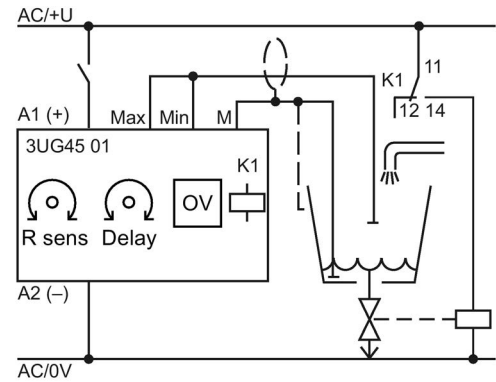 AC/+U
11
K1
12 14
A1 (+)
Max Min M
3UG45 01
K1
OV
R sens Delay
A2 (–)
AC/0V